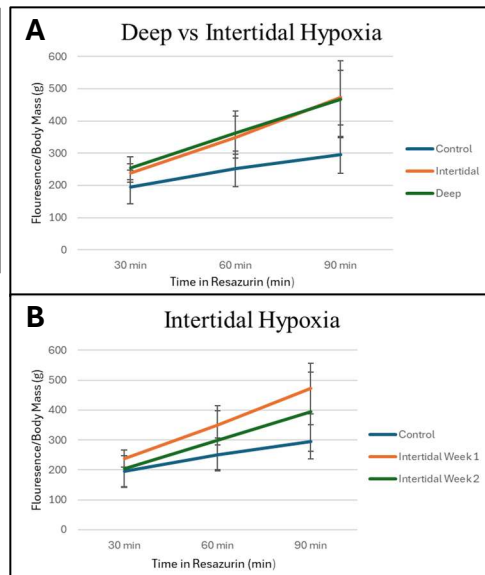 A
Deep vs Intertidal Hypoxia
600
500
400
300
200
100
0
Flouresence/Body Mass (g)
30 min
60 min
90 min
Time in Resazurin (min)
Control
Intertidal
Deep
B
Intertidal Hypoxia
600
500
400
300
200
100
0
Flouresence/Body Mass (g)
30 min
60 min
90 min
Time in Resazurin (min)
Control
Intertidal Week 1
Intertidal Week 2